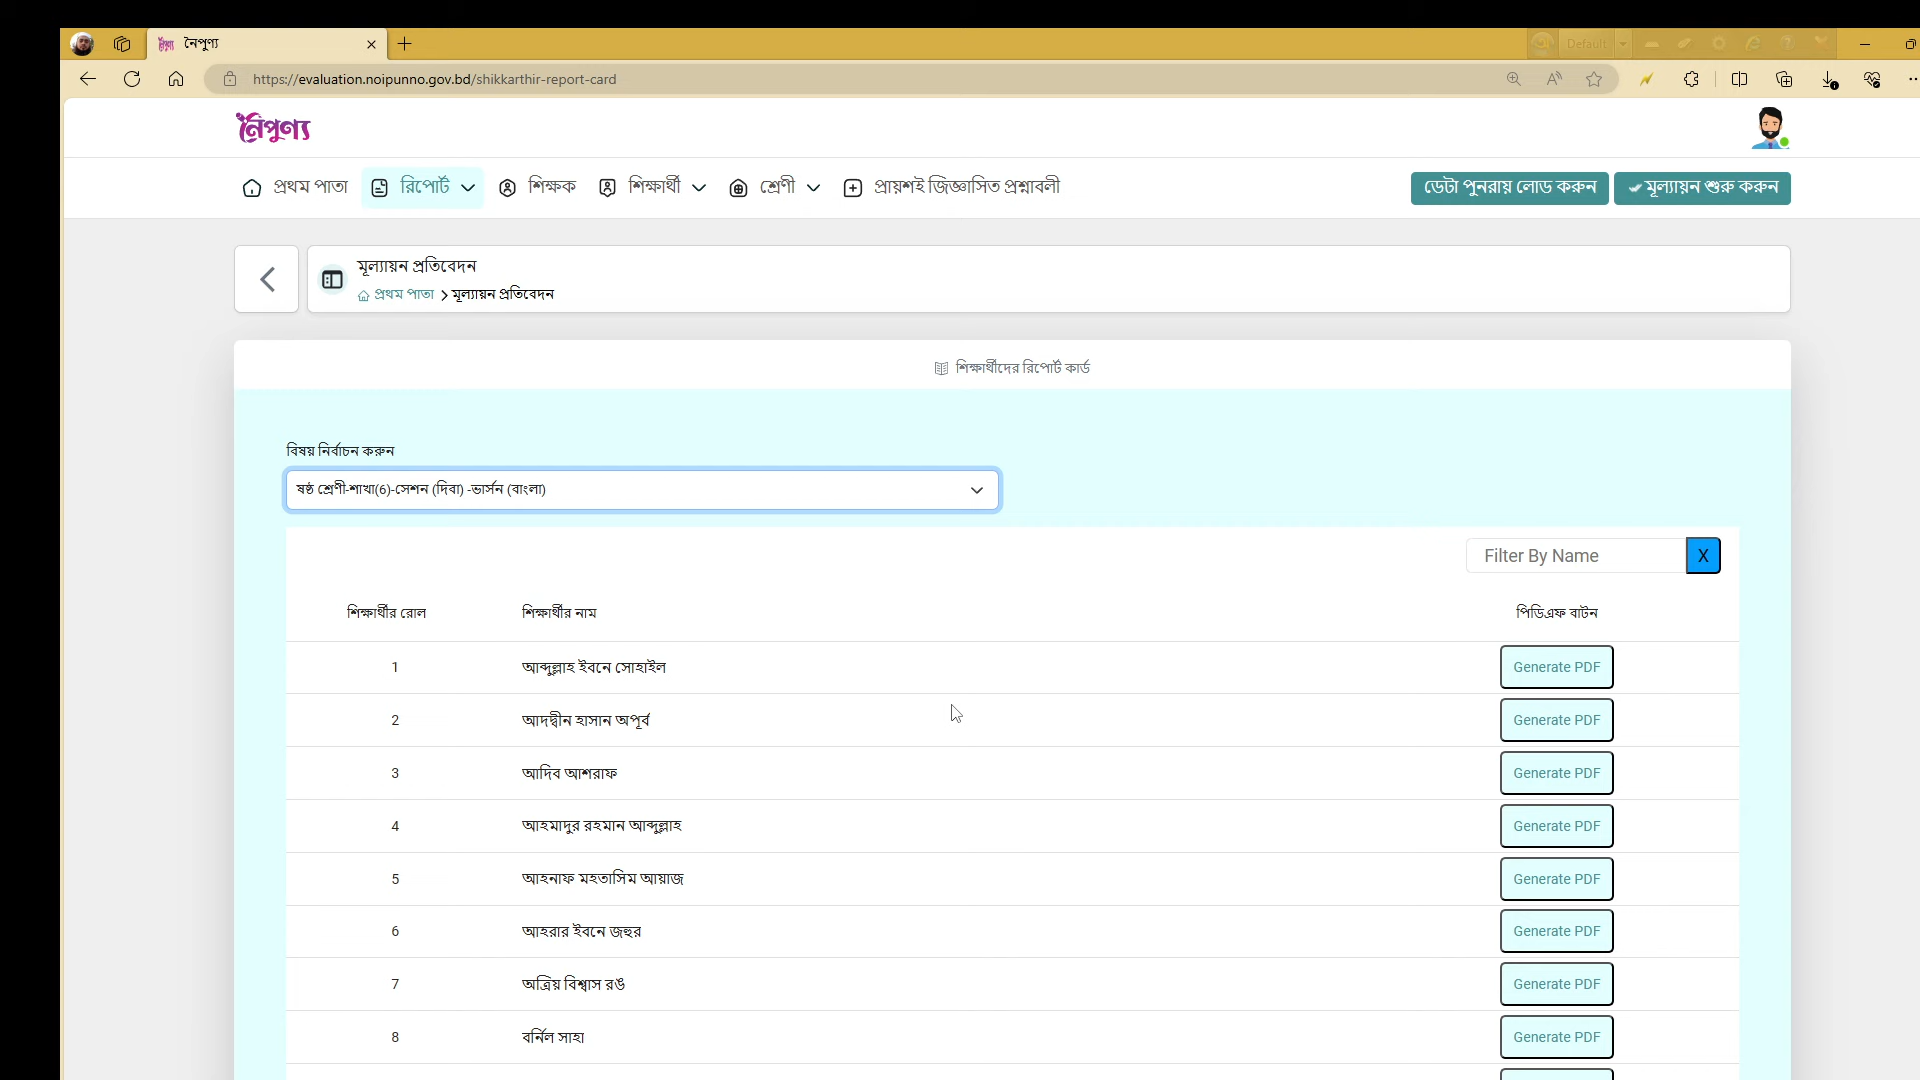 নৈপুণ্য
Default
https://evaluation.noipunno.gov.bd/shikkarthir-report-card
নৈপুণ্য
প্রথম পাতা রিপোর্ট শিক্ষক শিক্ষার্থী শ্রেণী প্রায়শই জিজ্ঞাসিত প্রশ্নাবলী ডেটা পুনরায় লোড করুন মূল্যায়ন শুরু করুন
মূল্যায়ন প্রতিবেদন
প্রথম পাতা > মূল্যায়ন প্রতিবেদন
শিক্ষার্থীদের রিপোর্ট কার্ড
বিষয় নির্বাচন করুন
ষষ্ঠ শ্রেণী-শাখা(6)-সেশন (দিবা) -ভার্সন (বাংলা)
Filter By Name X
শিক্ষার্থীর রোল শিক্ষার্থীর নাম পিডিএফ বাটন
1 আব্দুল্লাহ ইবনে সোহাইল Generate PDF
2 আদদ্বীন হাসান অপূর্ব Generate PDF
3 আদিব আশরাফ Generate PDF
4 আহমাদুর রহমান আব্দুল্লাহ Generate PDF
5 আহনাফ মহতাসিম আয়াজ Generate PDF
6 আহরার ইবনে জহুর Generate PDF
7 অত্রিয় বিশ্বাস রঙ Generate PDF
8 বর্নিল সাহা Generate PDF